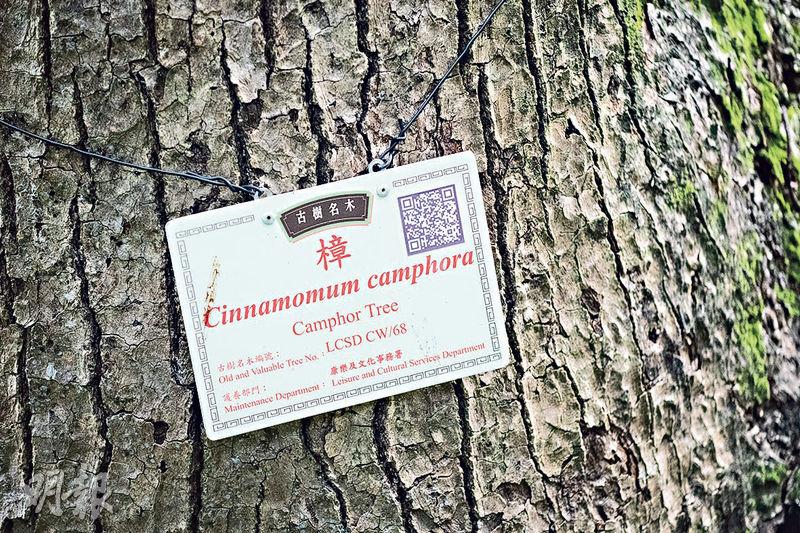 古樹名木
樟
Cinnamomum camphora
Camphor Tree
古樹名木編號：
Old and Valuable Tree No.： LCSD CW/68
護養部門： 康樂及文化事務署
Maintenance Department： Leisure and Cultural Services Department
明報